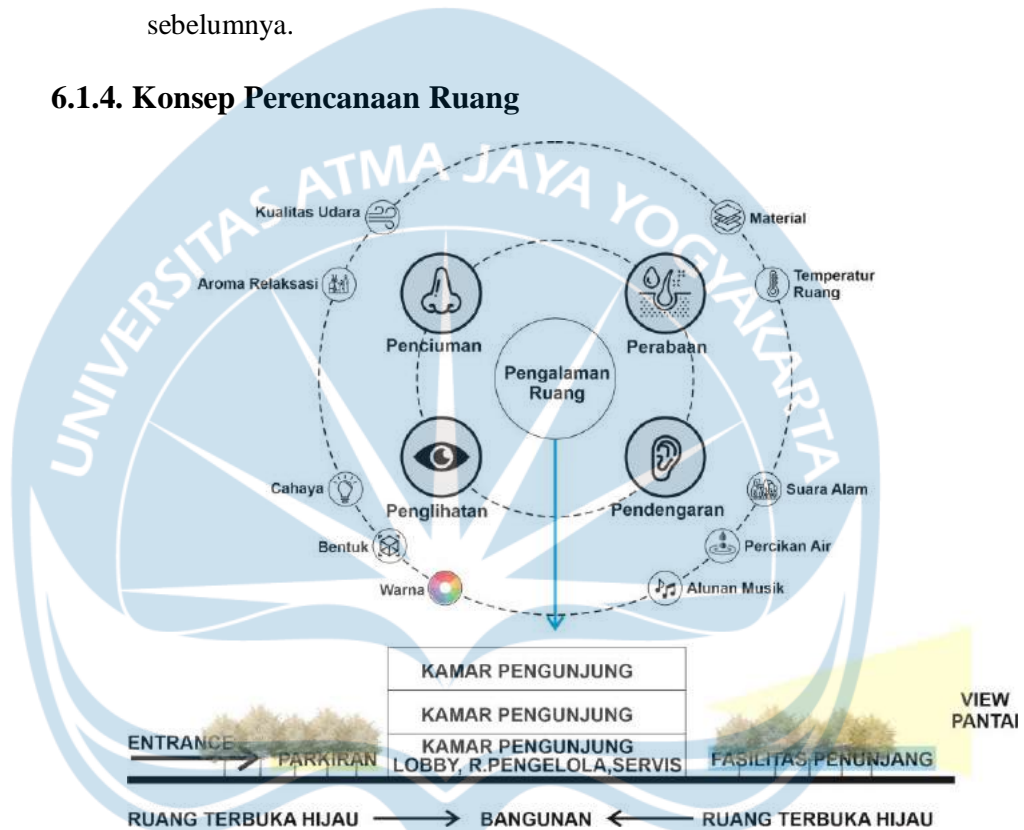 sebelumnya.
6.1.4. Konsep Perencanaan Ruang
UNIVERSITAS ATMA JAYA YOGYAKARTA
Kualitas Udara
Material
Aroma Relaksasi
Temperatur
Ruang
Penciuman
Perabaan
Pengalaman
Ruang
Cahaya
Penglihatan
Pendengaran
Suara Alam
Bentuk
Percikan Air
Warna
Alunan Musik
KAMAR PENGUNJUNG
KAMAR PENGUNJUNG
KAMAR PENGUNJUNG
LOBBY, R.PENGELOLA,SERVIS
VIEW
PANTAI
ENTRANCE
PARKIRAN
FASILITAS PENUNJANG
RUANG TERBUKA HIJAU
BANGUNAN
RUANG TERBUKA HIJAU